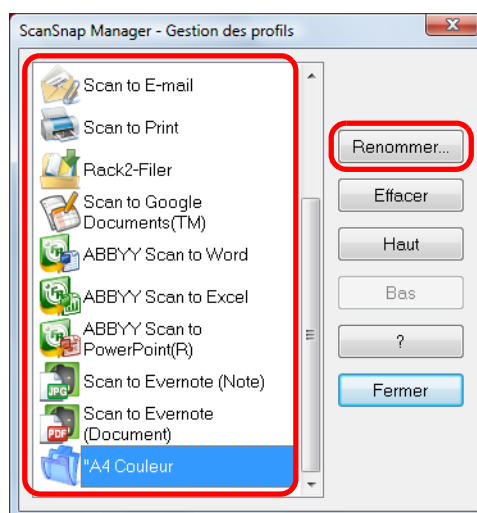 ScanSnap Manager - Gestion des profils
Scan to E-mail
Scan to Print
Rack2-Filer
Scan to Google
Documents(TM)
ABBYY Scan to Word
ABBYY Scan to Excel
ABBYY Scan to
PowerPoint(R)
JPG
Scan to Evernote (Note)
PDF
Scan to Evernote
(Document)
"A4 Couleur
Renommer...
Effacer
Haut
Bas
?
Fermer